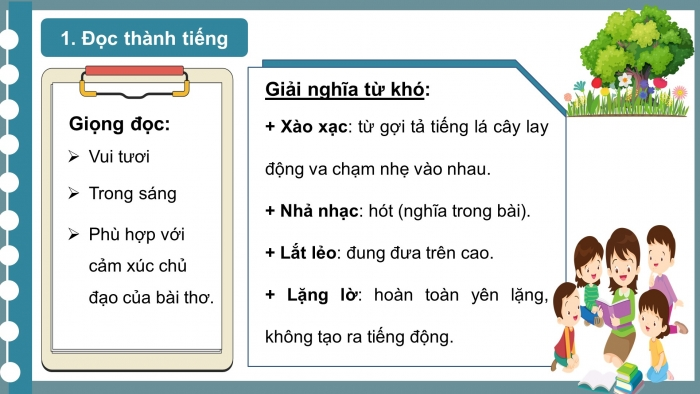 1. Đọc thành tiếng
Giọng đọc:
➢ Vui tươi
➢ Trong sáng
➢ Phù hợp với
cảm xúc chủ
đạo của bài thơ.
Giải nghĩa từ khó:
+ Xào xạc: từ gợi tả tiếng lá cây lay
động va chạm nhẹ vào nhau.
+ Nhả nhạc: hót (nghĩa trong bài).
+ Lắt lẻo: đung đưa trên cao.
+ Lặng lờ: hoàn toàn yên lặng,
không tạo ra tiếng động.